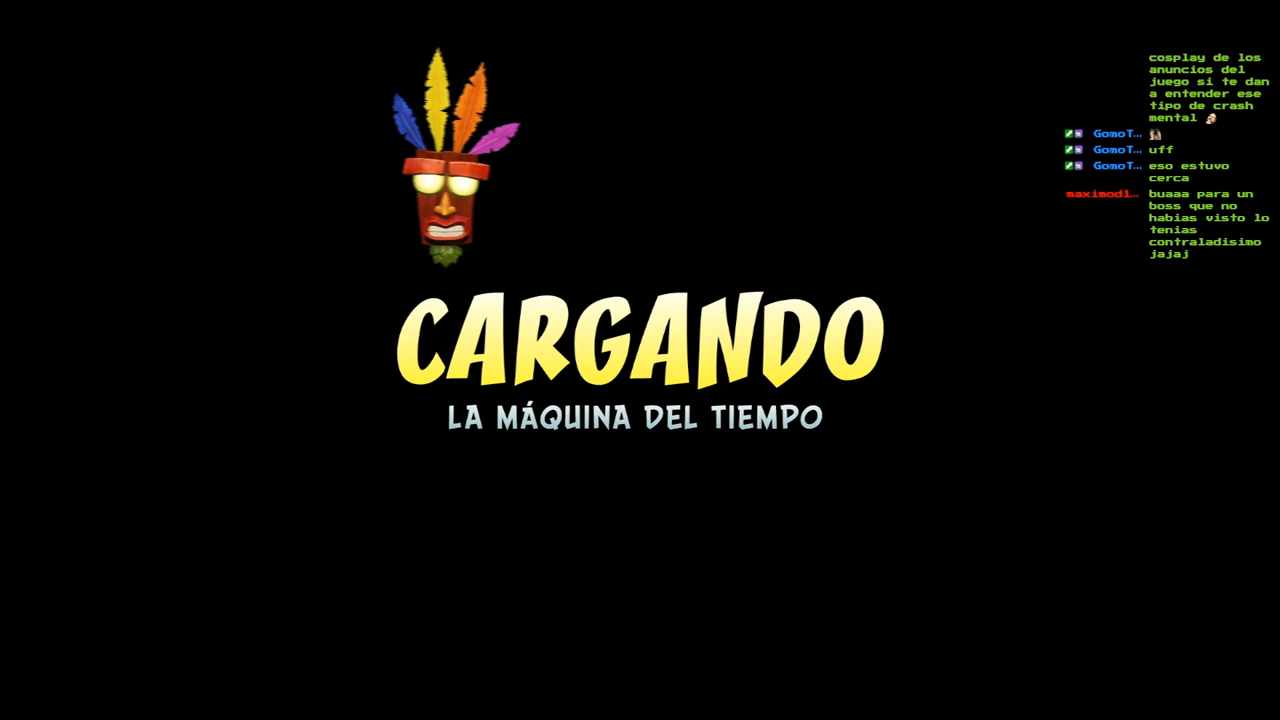 CARGANDO
LA MÁQUINA DEL TIEMPO
cosplay de los
anuncios del
juego si te dan
a entender ese
tipo de crash
mental
GomoT…
GomoT… uff
GomoT… eso estuvo
cerca
maximod1… buaaa para un
boss que no
habias visto lo
tenias
contraladisimo
jajaj